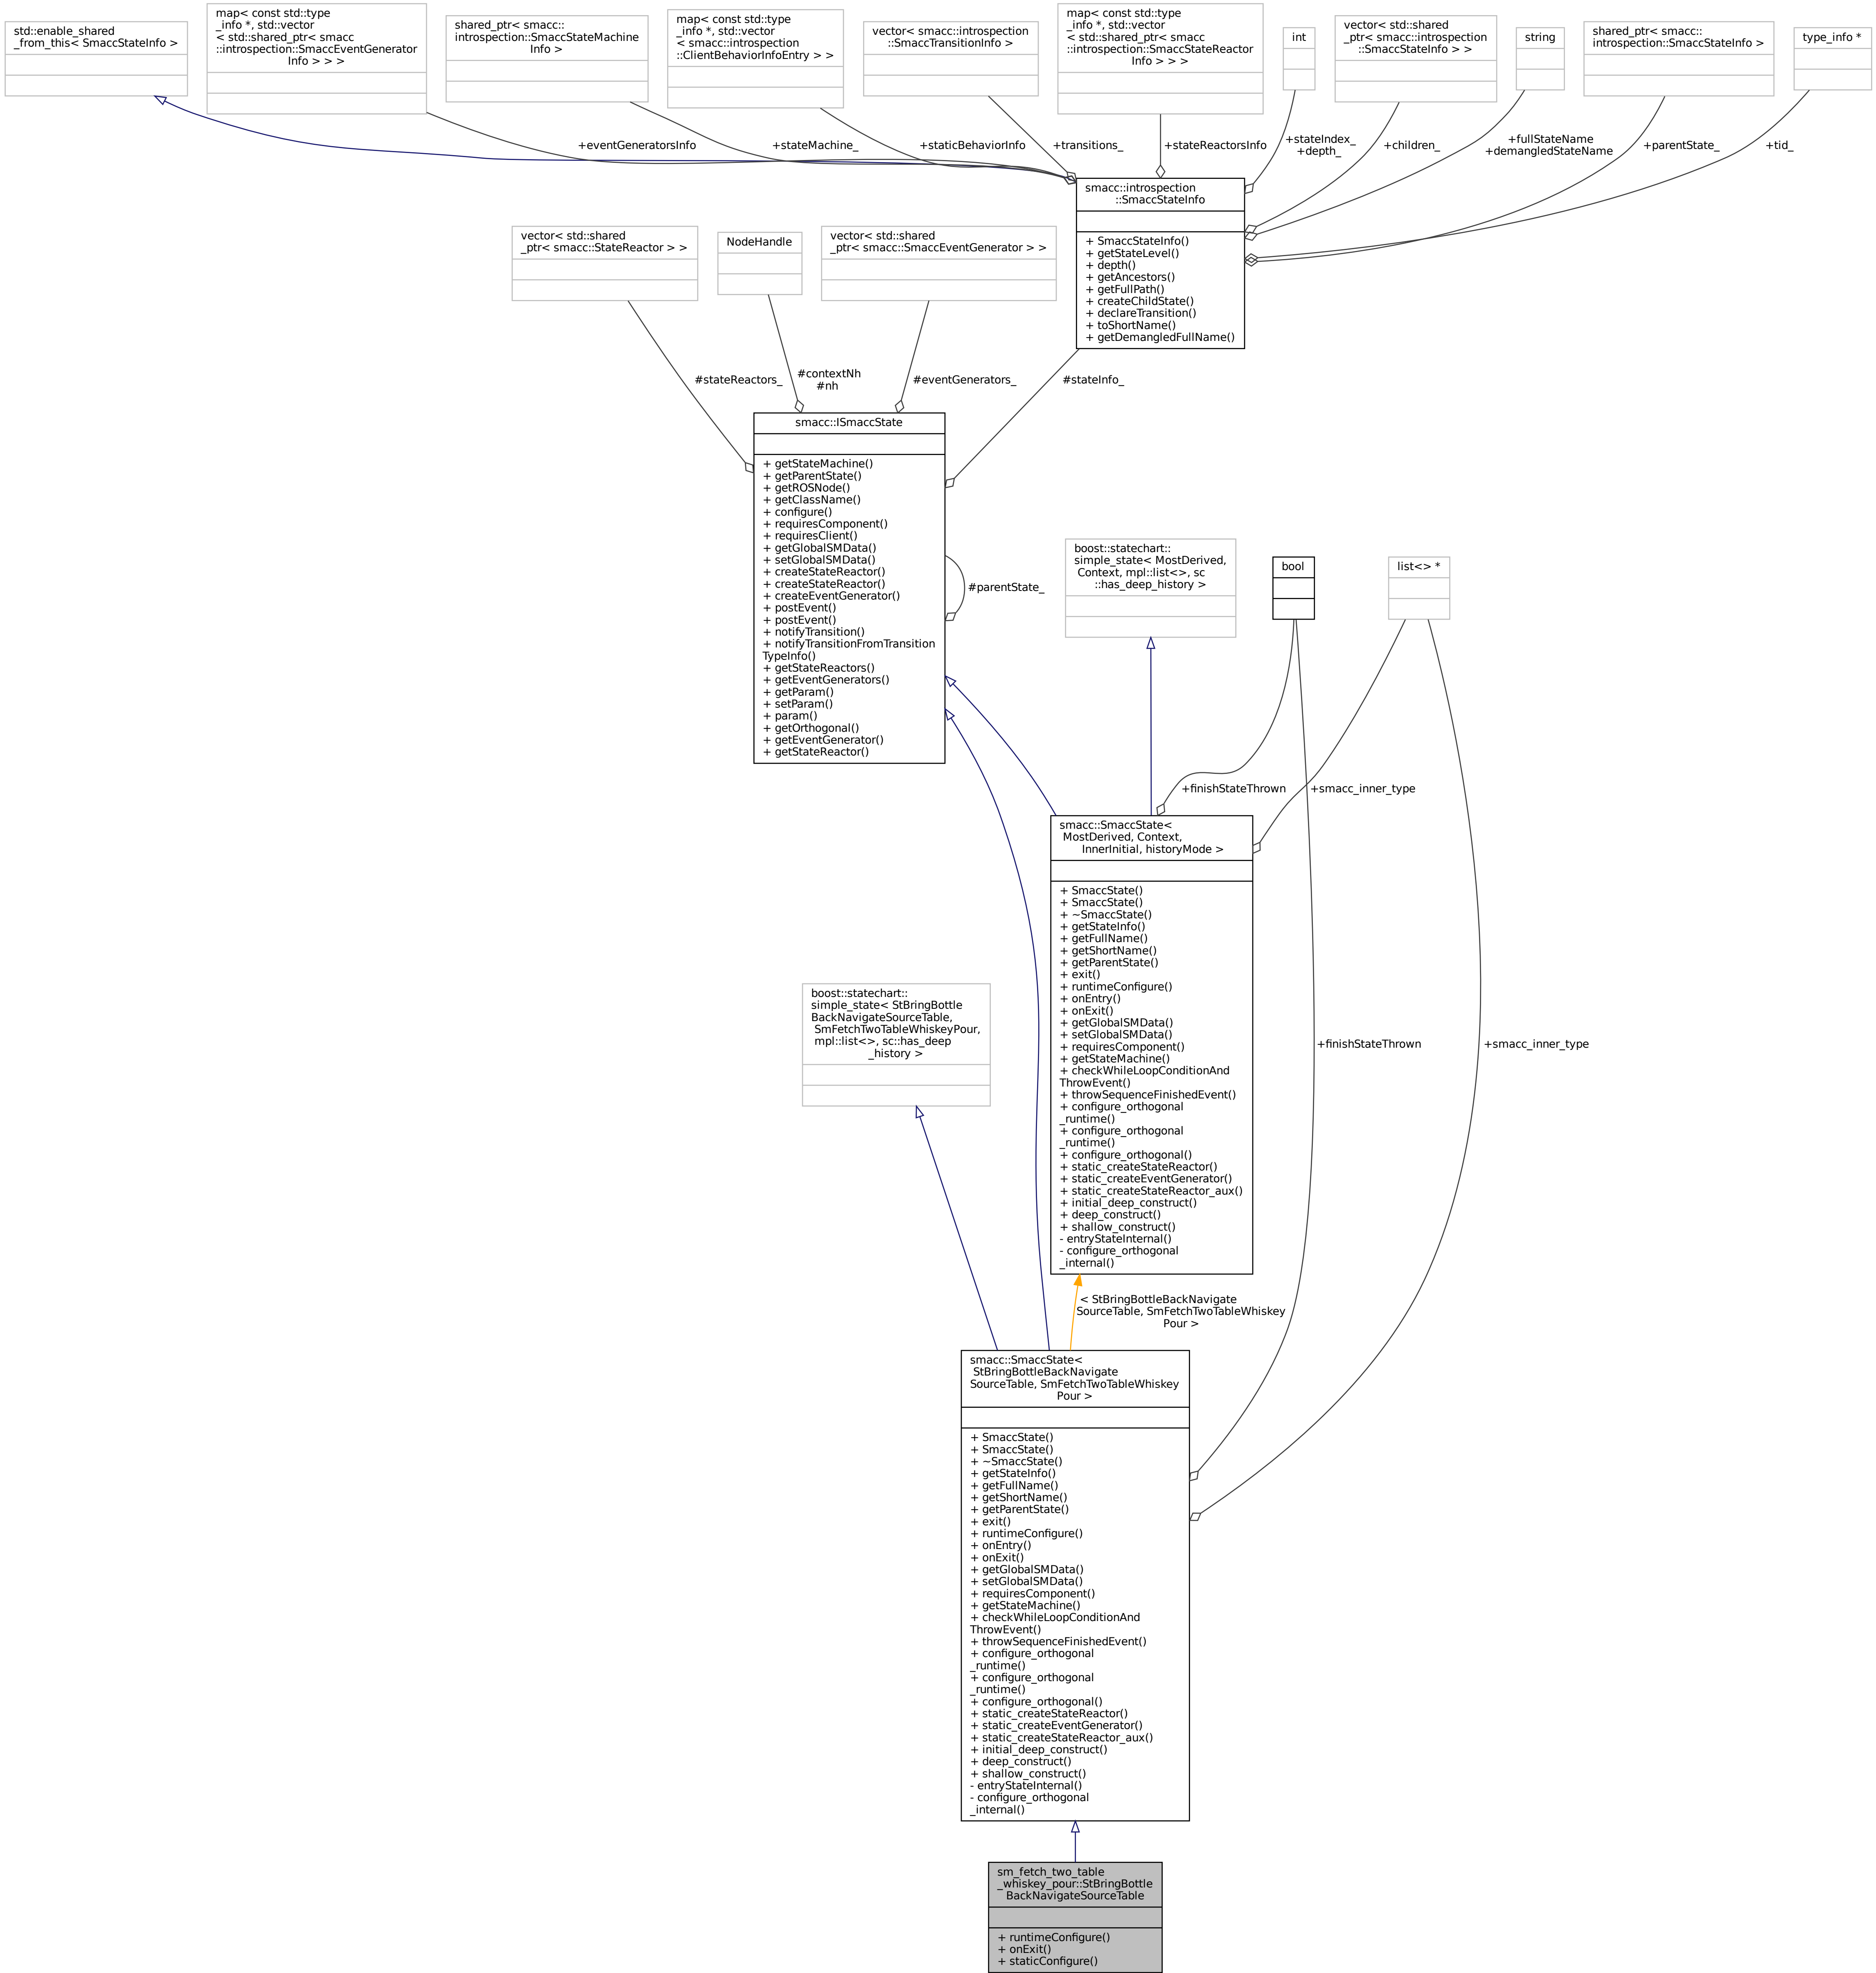 std::enable_shared
_from_this< SmaccStateInfo >
map< const std::type
_info *, std::vector
< std::shared_ptr< smacc
::introspection::SmaccEventGenerator
Info > > >
shared_ptr< smacc::
introspection::SmaccStateMachine
Info >
map< const std::type
_info *, std::vector
< smacc::introspection
::ClientBehaviorInfoEntry > >
vector< smacc::introspection
::SmaccTransitionInfo >
map< const std::type
_info *, std::vector
< std::shared_ptr< smacc
::introspection::SmaccStateReactor
Info > > >
int
vector< std::shared
_ptr< smacc::introspection
::SmaccStateInfo > >
string
shared_ptr< smacc::
introspection::SmaccStateInfo >
type_info *
+eventGeneratorsInfo
+stateMachine_
+staticBehaviorInfo
+transitions_
+stateReactorsInfo
+stateIndex_
+depth_
+children_
+fullStateName
+demangledStateName
+parentState_
+tid_
smacc::introspection
::SmaccStateInfo
+ SmaccStateInfo()
+ getStateLevel()
+ depth()
+ getAncestors()
+ getFullPath()
+ createChildState()
+ declareTransition()
+ toShortName()
+ getDemangledFullName()
vector< std::shared
_ptr< smacc::StateReactor > >
NodeHandle
vector< std::shared
_ptr< smacc::SmaccEventGenerator > >
#stateReactors_
#contextNh
#nh
#eventGenerators_
#stateInfo_
smacc::ISmaccState
+ getStateMachine()
+ getParentState()
+ getROSNode()
+ getClassName()
+ configure()
+ requiresComponent()
+ requiresClient()
+ getGlobalSMData()
+ setGlobalSMData()
+ createStateReactor()
+ createStateReactor()
+ createEventGenerator()
+ postEvent()
+ postEvent()
+ notifyTransition()
+ notifyTransitionFromTransition
TypeInfo()
+ getStateReactors()
+ getEventGenerators()
+ getParam()
+ setParam()
+ param()
+ getOrthogonal()
+ getEventGenerator()
+ getStateReactor()
#parentState_
boost::statechart::
simple_state< MostDerived,
Context, mpl::list<>, sc
::has_deep_history >
bool
list<> *
+finishStateThrown
+smacc_inner_type
smacc::SmaccState<
MostDerived, Context,
InnerInitial, historyMode >
+ SmaccState()
+ SmaccState()
+ ~SmaccState()
+ getStateInfo()
+ getFullName()
+ getShortName()
+ getParentState()
+ exit()
+ runtimeConfigure()
+ onEntry()
+ onExit()
+ getGlobalSMData()
+ setGlobalSMData()
+ requiresComponent()
+ getStateMachine()
+ checkWhileLoopConditionAnd
ThrowEvent()
+ throwSequenceFinishedEvent()
+ configure_orthogonal
_runtime()
+ configure_orthogonal
_runtime()
+ configure_orthogonal()
+ static_createStateReactor()
+ static_createEventGenerator()
+ static_createStateReactor_aux()
+ initial_deep_construct()
+ deep_construct()
+ shallow_construct()
- entryStateInternal()
- configure_orthogonal
_internal()
boost::statechart::
simple_state< StBringBottle
BackNavigateSourceTable,
SmFetchTwoTableWhiskeyPour,
mpl::list<>, sc::has_deep
_history >
+finishStateThrown
+smacc_inner_type
< StBringBottleBackNavigate
SourceTable, SmFetchTwoTableWhiskey
Pour >
smacc::SmaccState<
StBringBottleBackNavigate
SourceTable, SmFetchTwoTableWhiskey
Pour >
+ SmaccState()
+ SmaccState()
+ ~SmaccState()
+ getStateInfo()
+ getFullName()
+ getShortName()
+ getParentState()
+ exit()
+ runtimeConfigure()
+ onEntry()
+ onExit()
+ getGlobalSMData()
+ setGlobalSMData()
+ requiresComponent()
+ getStateMachine()
+ checkWhileLoopConditionAnd
ThrowEvent()
+ throwSequenceFinishedEvent()
+ configure_orthogonal
_runtime()
+ configure_orthogonal
_runtime()
+ configure_orthogonal()
+ static_createStateReactor()
+ static_createEventGenerator()
+ static_createStateReactor_aux()
+ initial_deep_construct()
+ deep_construct()
+ shallow_construct()
- entryStateInternal()
- configure_orthogonal
_internal()
sm_fetch_two_table
_whiskey_pour::StBringBottle
BackNavigateSourceTable
+ runtimeConfigure()
+ onExit()
+ staticConfigure()